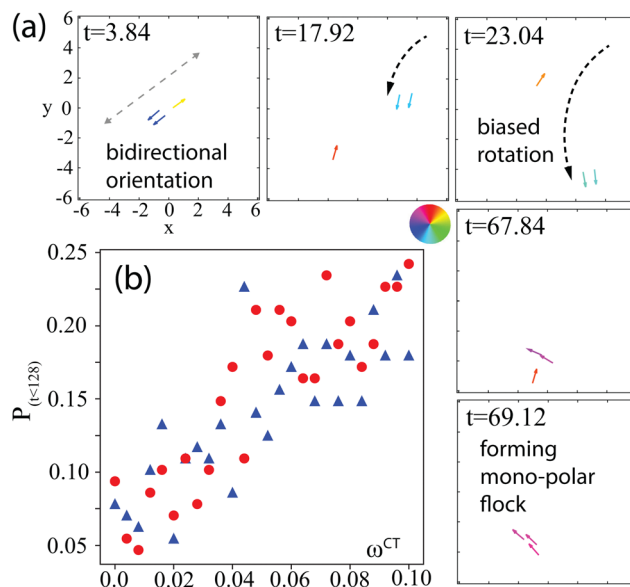 (a)
6
4
2
y 0
-2
-4
-6
-6 -4 -2 0 2 4 6
x
t=3.84
bidirectional
orientation
t=17.92
t=23.04
biased
rotation
t=67.84
t=69.12
forming
mono-polar
flock
(b)
0.25
0.20
0.15
0.10
0.05
P(t<128)
0.0 0.02 0.04 0.06 0.08 0.10
ωCT